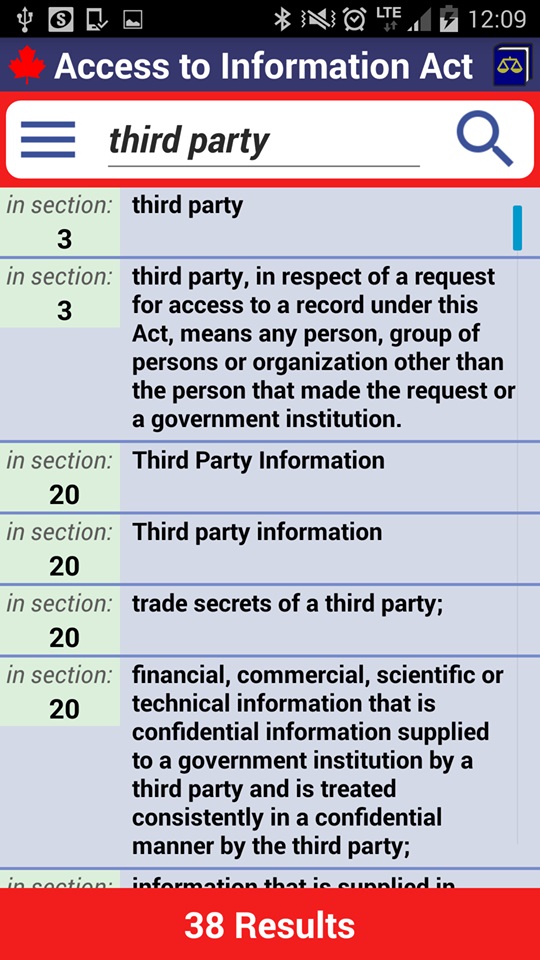 LTE 12:09
Access to Information Act
third party
in section: third party
3
in section: third party, in respect of a request
3 for access to a record under this
Act, means any person, group of
persons or organization other than
the person that made the request or
a government institution.
in section: Third Party Information
20
in section: Third party information
20
in section: trade secrets of a third party;
20
in section: financial, commercial, scientific or
20 technical information that is
confidential information supplied
to a government institution by a
third party and is treated
consistently in a confidential
manner by the third party;
in section: information that is supplied in
38 Results